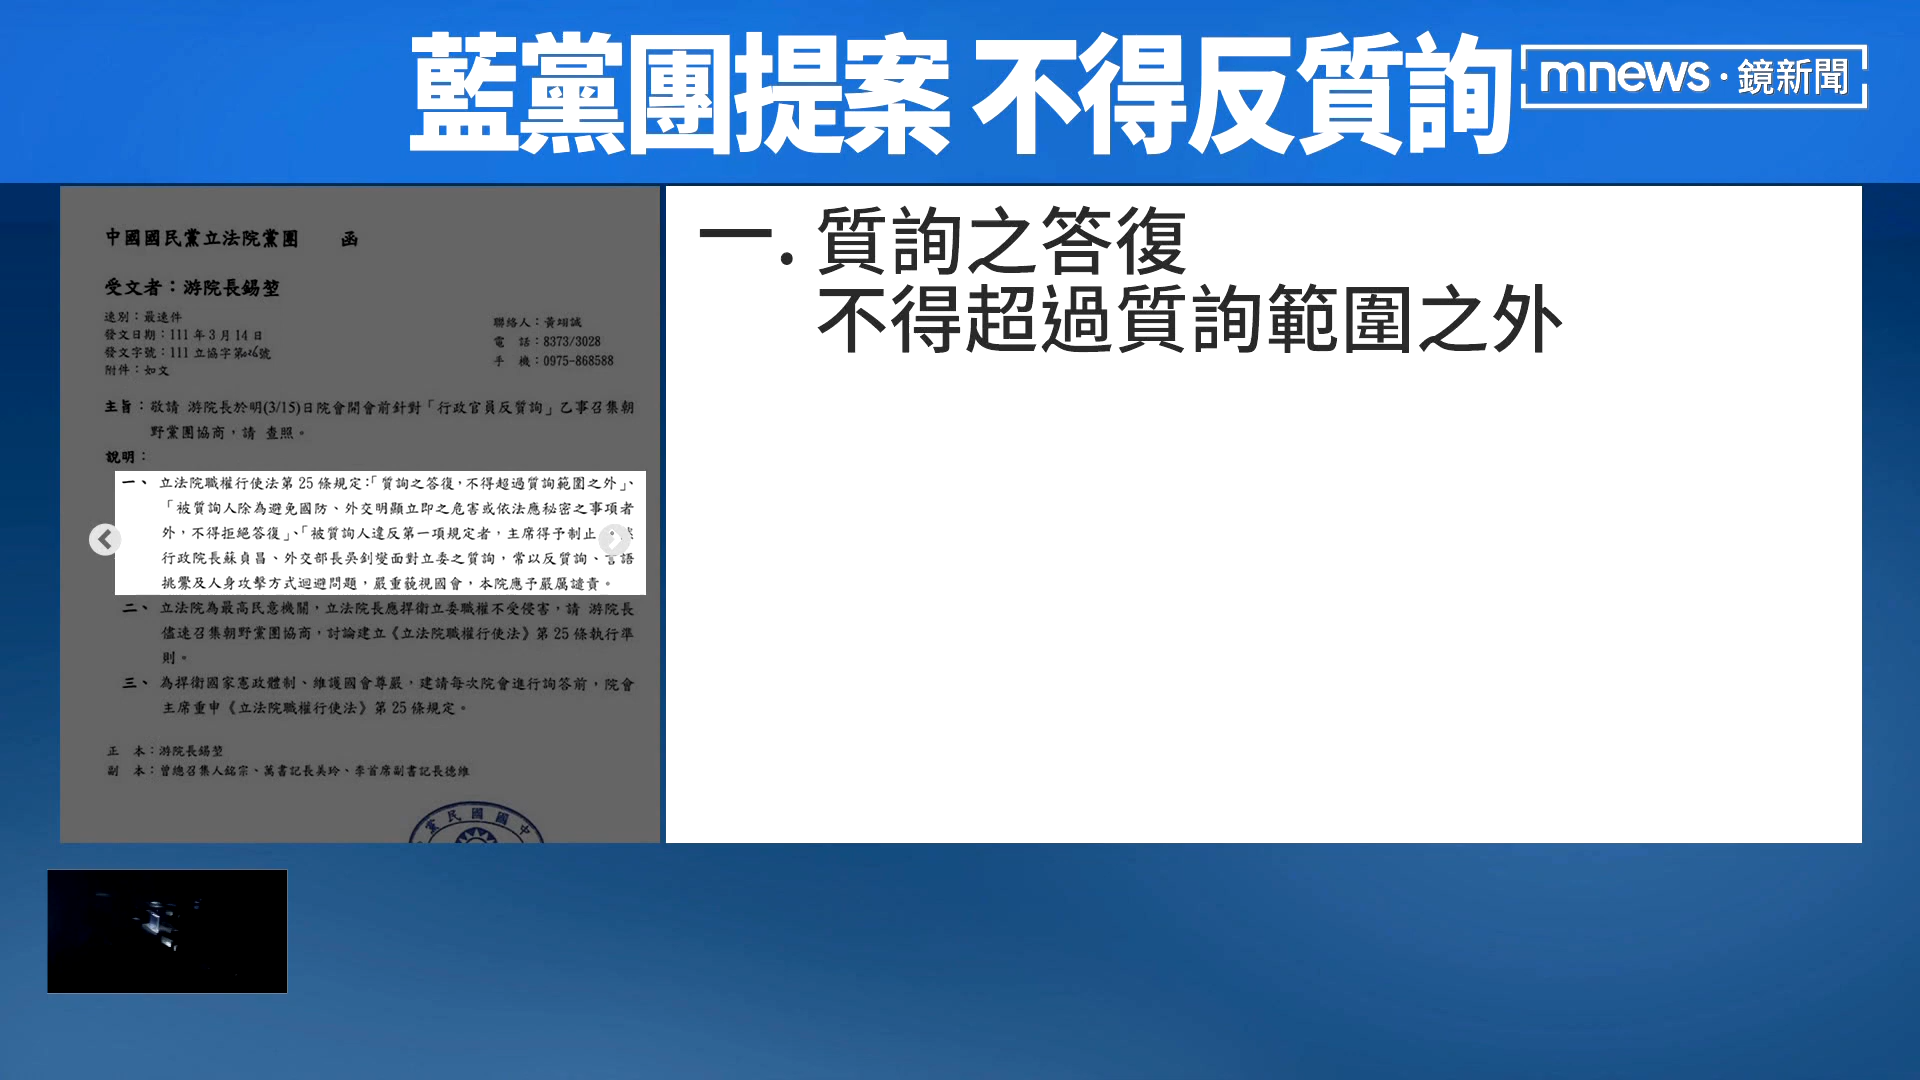 藍黨團提案 不得反質詢
mnews·鏡新聞
中國國民黨立法院黨團 函
受文者：游院長錫堃
速別：最速件
發文日期：111 年 3 月 14 日
發文字號：111 立協字第026號
附件：如文
聯絡人：黃翊誠
電 話：8373/3028
手 機：0975-868588
主旨：敬請 游院長於明(3/15)日院會開會前針對「行政官員反質詢」乙事召集朝
野黨團協商，請 查照。
說明：
一、 立法院職權行使法第 25 條規定：「質詢之答復，不得超過質詢範圍之外」、
「被質詢人除為避免國防、外交明顯立即之危害或依法應秘密之事項者
外，不得拒絕答復」、「被質詢人違反第一項規定者，主席得予制止
行政院長蘇貞昌、外交部長吳釗燮面對立委之質詢，常以反質詢、言語
挑釁及人身攻擊方式迴避問題，嚴重藐視國會，本院應予嚴厲譴責。
二、 立法院為最高民意機關，立法院長應捍衛立委職權不受侵害，請 游院長
儘速召集朝野黨團協商，討論建立《立法院職權行使法》第 25 條執行準
則。
三、 為捍衛國家憲政體制、維護國會尊嚴，建請每次院會進行詢答前，院會
主席重申《立法院職權行使法》第 25 條規定。
正 本：游院長錫堃
副 本：曾總召集人銘宗、萬書記長美玲、李首席副書記長德維
黨民國國中
一. 質詢之答復
不得超過質詢範圍之外